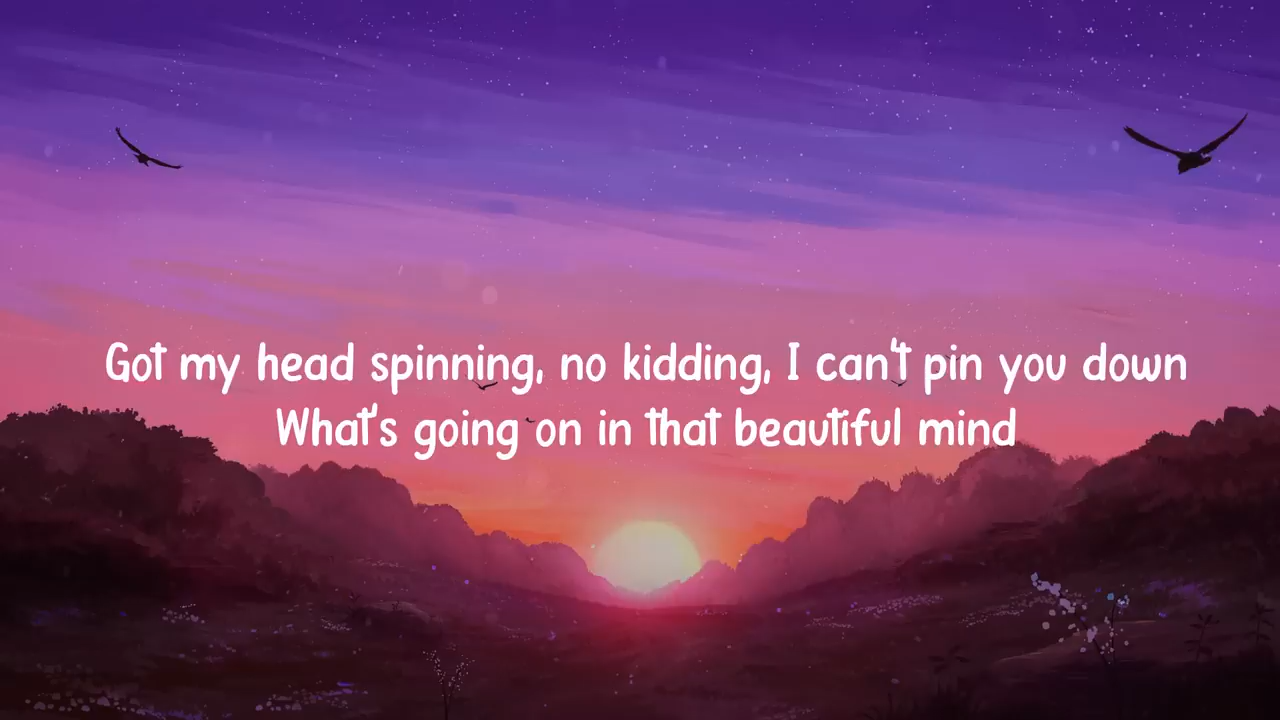 Got my head spinning, no kidding, I can't pin you down
What's going on in that beautiful mind